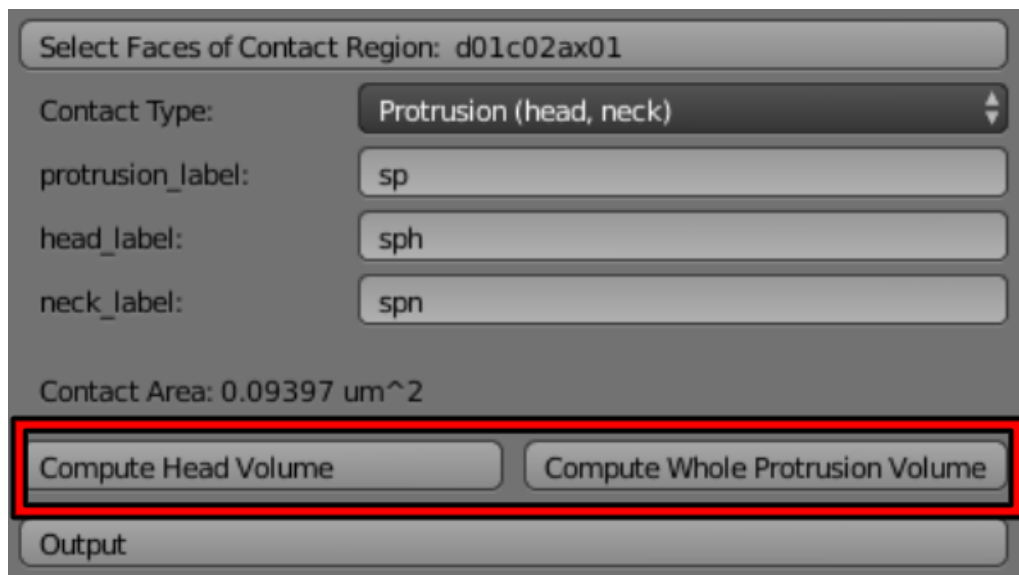 Select Faces of Contact Region: d01c02ax01
Contact Type: Protrusion (head, neck)
protrusion_label: sp
head_label: sph
neck_label: spn
Contact Area: 0.09397 um^2
Compute Head Volume Compute Whole Protrusion Volume
Output